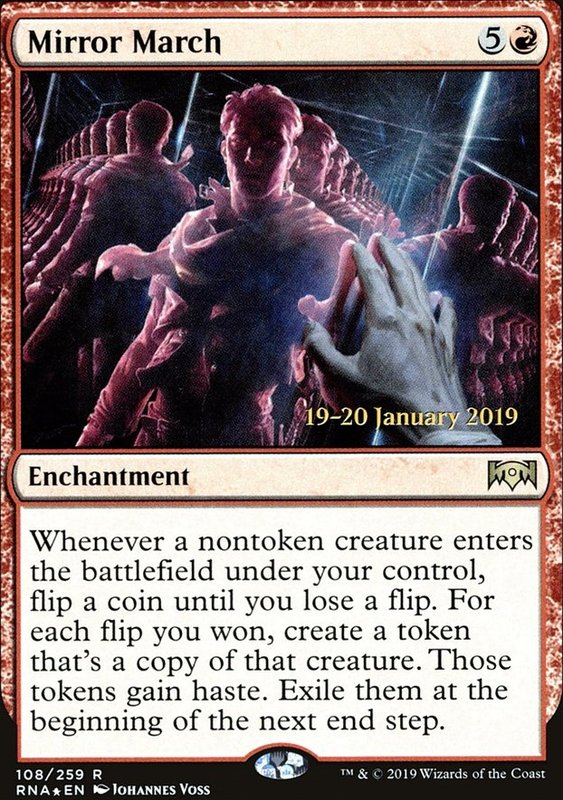 Mirror March 5
19–20 January 2019
Enchantment
Whenever a nontoken creature enters
the battlefield under your control,
flip a coin until you lose a flip. For
each flip you won, create a token
that's a copy of that creature. Those
tokens gain haste. Exile them at the
beginning of the next end step.
108/259 R
RNA★EN Johannes Voss
™ & © 2019 Wizards of the Coast